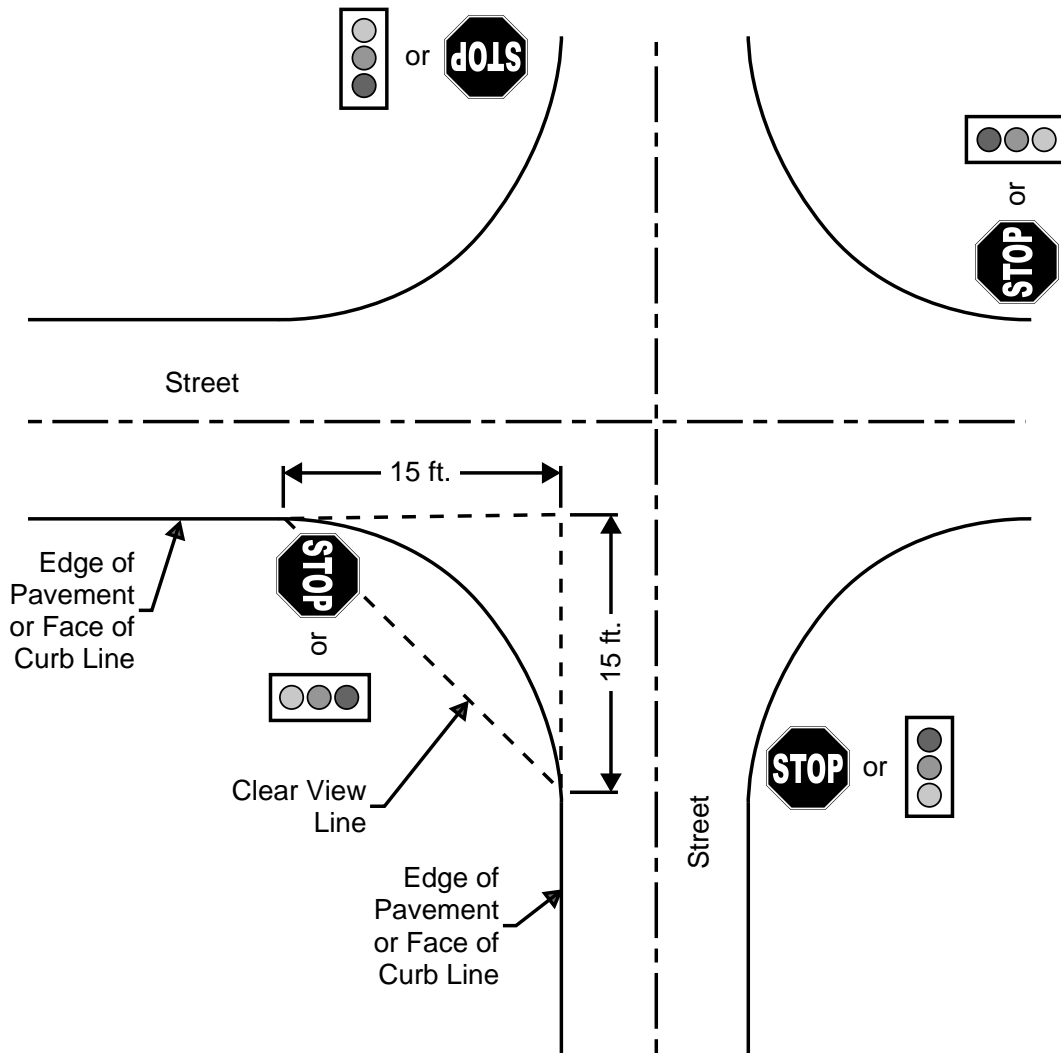 or
STOP
or
STOP
Street
15 ft.
Edge of
Pavement
or Face of
Curb Line
STOP
or
15 ft.
Clear View
Line
STOP or
Street
Edge of
Pavement
or Face of
Curb Line